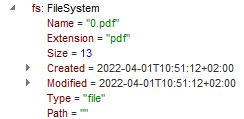 fs: FileSystem
Name = "0.pdf"
Extension = "pdf"
Size = 13
Created = 2022-04-01T10:51:12+02:00
Modified = 2022-04-01T10:51:12+02:00
Type = "file"
Path = ""